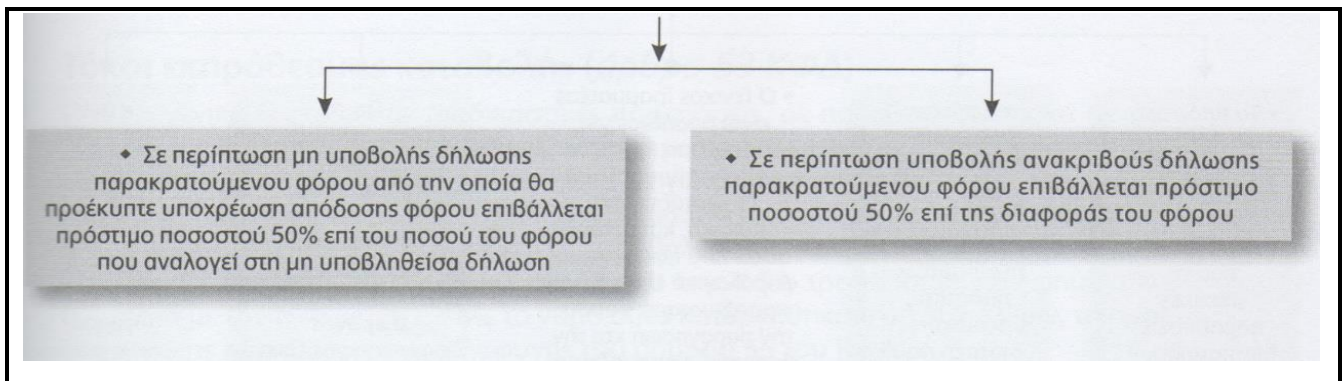 ◆ Σε περίπτωση μη υποβολής δήλωσης
παρακρατούμενου φόρου από την οποία θα
προέκυπτε υποχρέωση απόδοσης φόρου επιβάλλεται
πρόστιμο ποσοστού 50% επί του ποσού του φόρου
που αναλογεί στη μη υποβληθείσα δήλωση
◆ Σε περίπτωση υποβολής ανακριβούς δήλωσης
παρακρατούμενου φόρου επιβάλλεται πρόστιμο
ποσοστού 50% επί της διαφοράς του φόρου